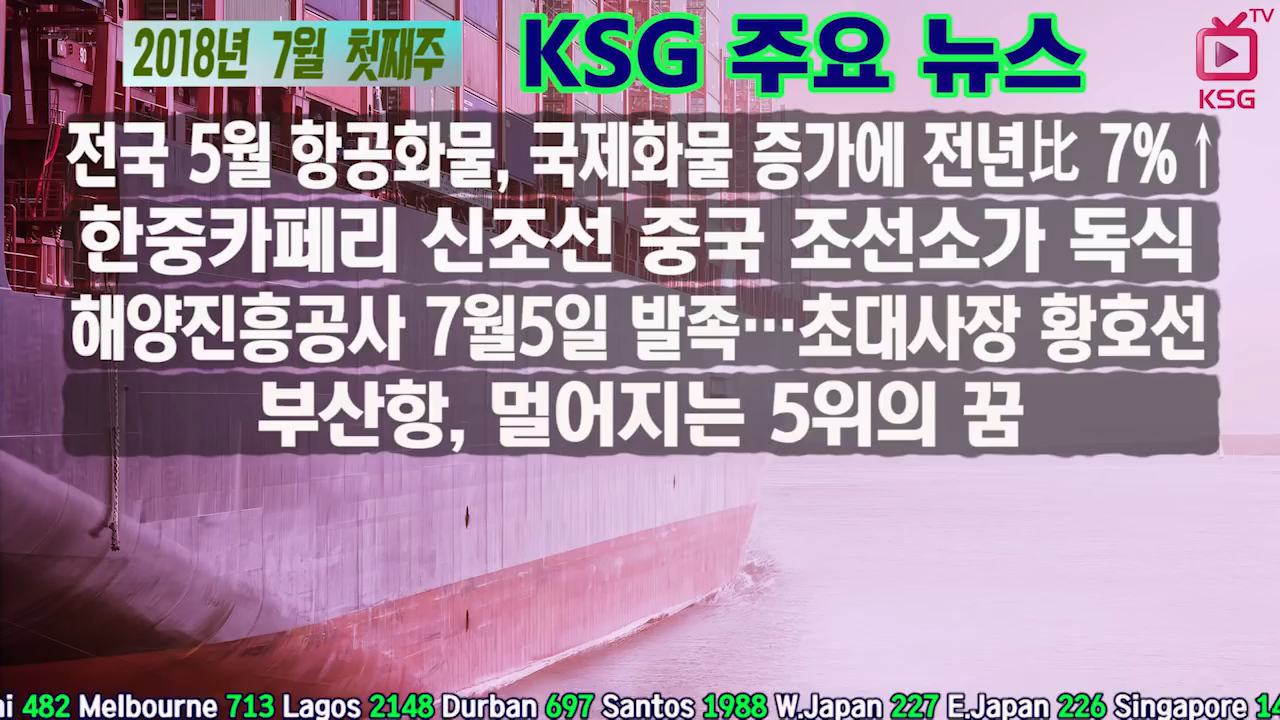 2018년 7월 첫째주
KSG 주요 뉴스
TV
KSG
전국 5월 항공화물, 국제화물 증가에 전년比 7%↑
한중카페리 신조선 중국 조선소가 독식
해양진흥공사 7월5일 발족…초대사장 황호선
부산항, 멀어지는 5위의 꿈
482 Melbourne 713 Lagos 2148 Durban 697 Santos 1988 W.Japan 227 E.Japan 226 Singapore